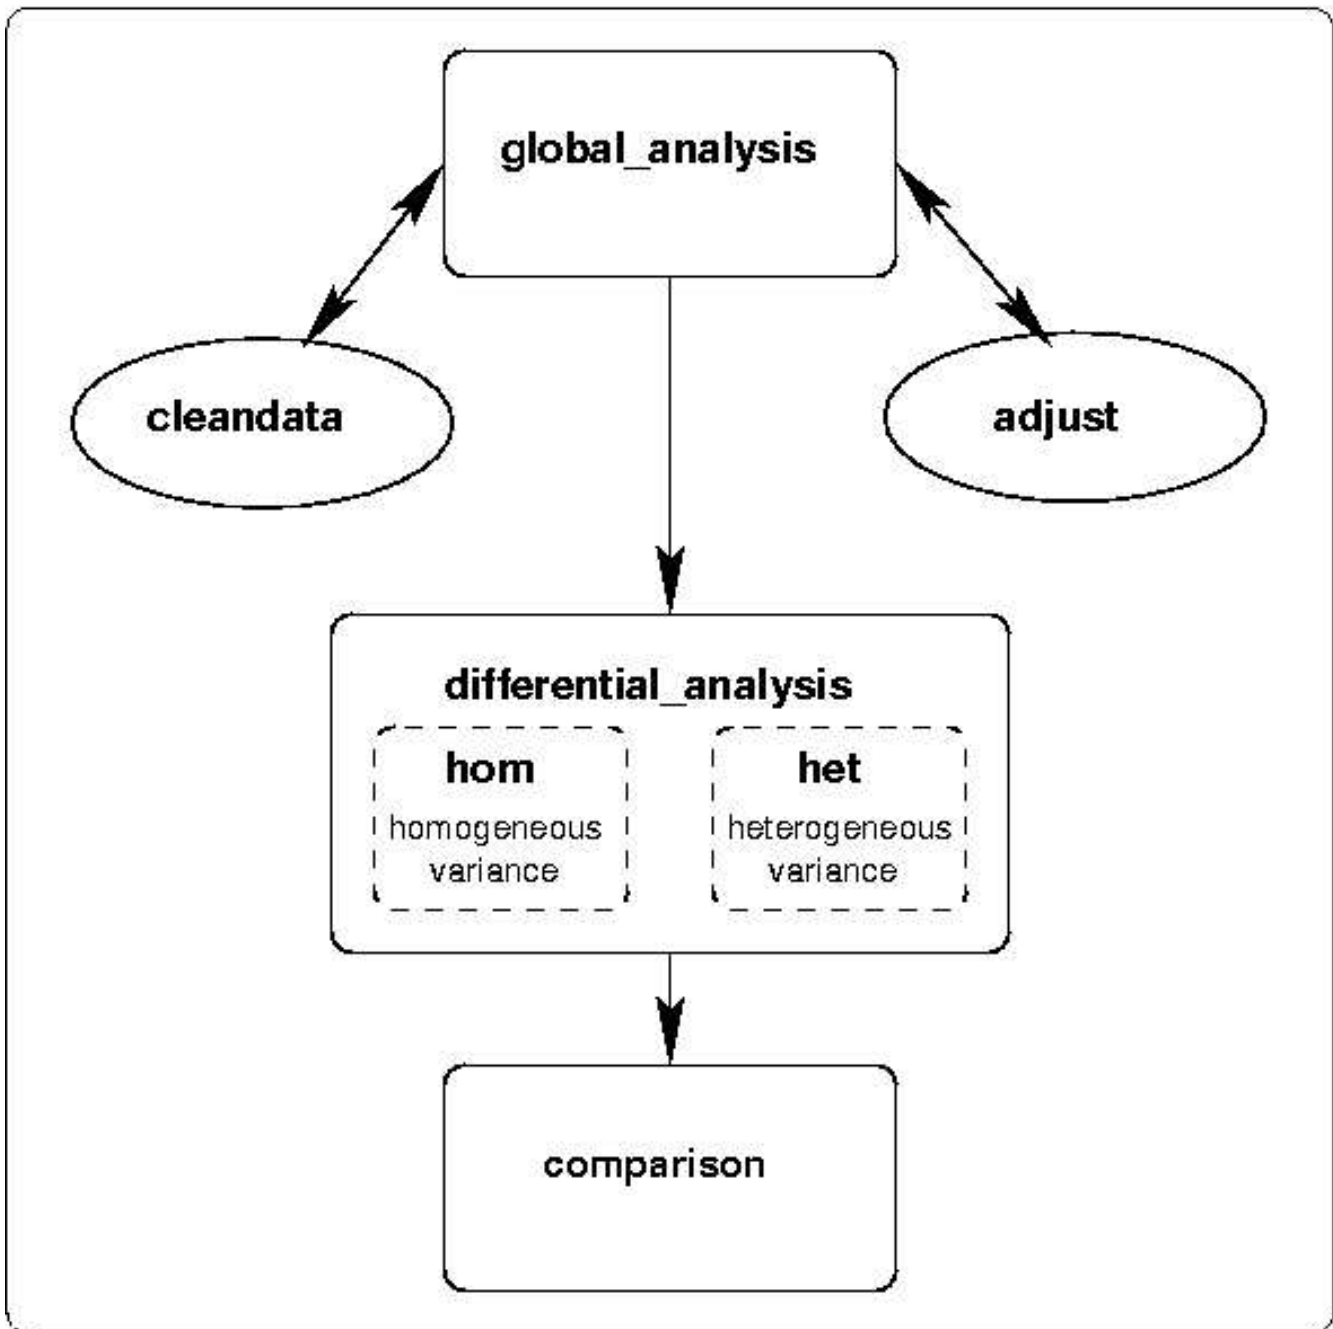 global_analysis
cleandata
adjust
differential_analysis
hom
homogeneous
variance
het
heterogeneous
variance
comparison